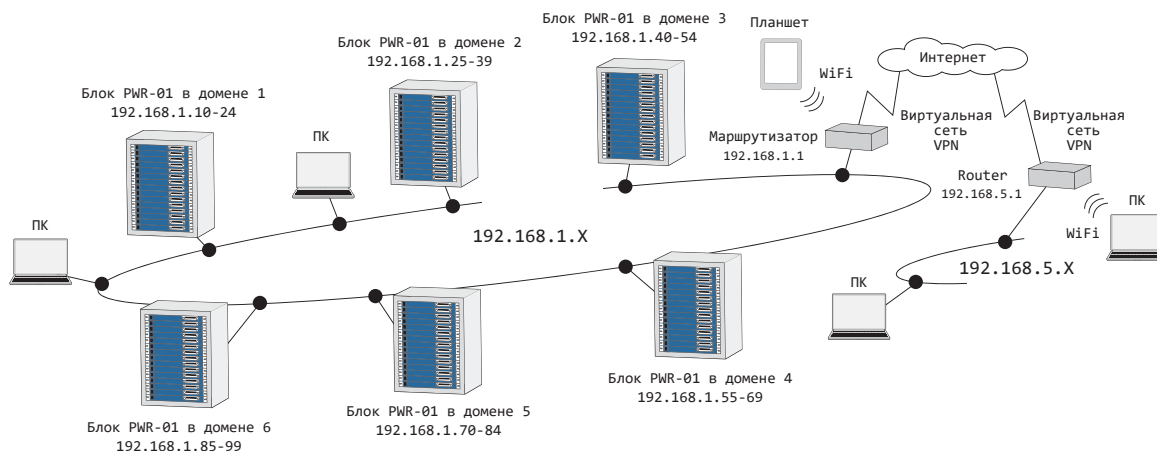 Блок PWR-01 в домене 3
192.168.1.40-54
Планшет
WiFi
Интернет
Блок PWR-01 в домене 2
192.168.1.25-39
Блок PWR-01 в домене 1
192.168.1.10-24
ПК
Маршрутизатор
192.168.1.1
Виртуальная
сеть
VPN
Виртуальная
сеть
VPN
Router
192.168.5.1
WiFi
ПК
ПК
192.168.1.X
192.168.5.X
ПК
Блок PWR-01 в домене 4
192.168.1.55-69
Блок PWR-01 в домене 5
192.168.1.70-84
Блок PWR-01 в домене 6
192.168.1.85-99